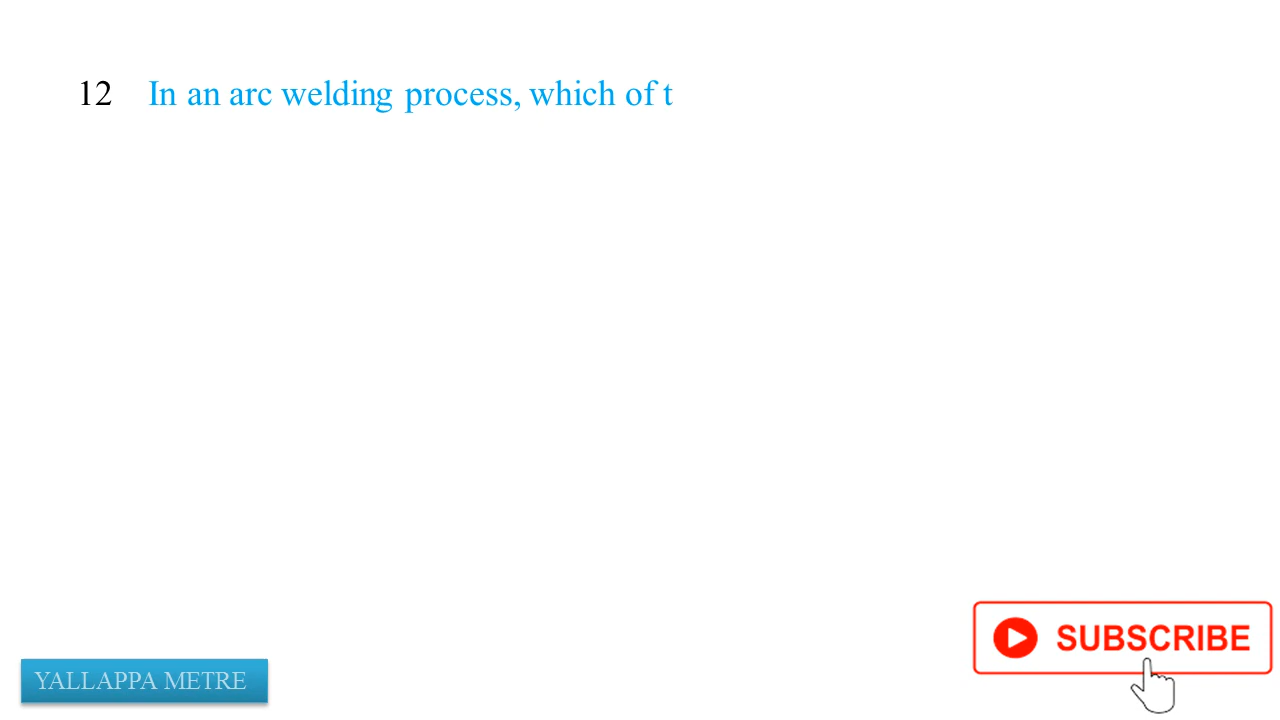 12 In an arc welding process, which of t
SUBSCRIBE
YALLAPPA METRE